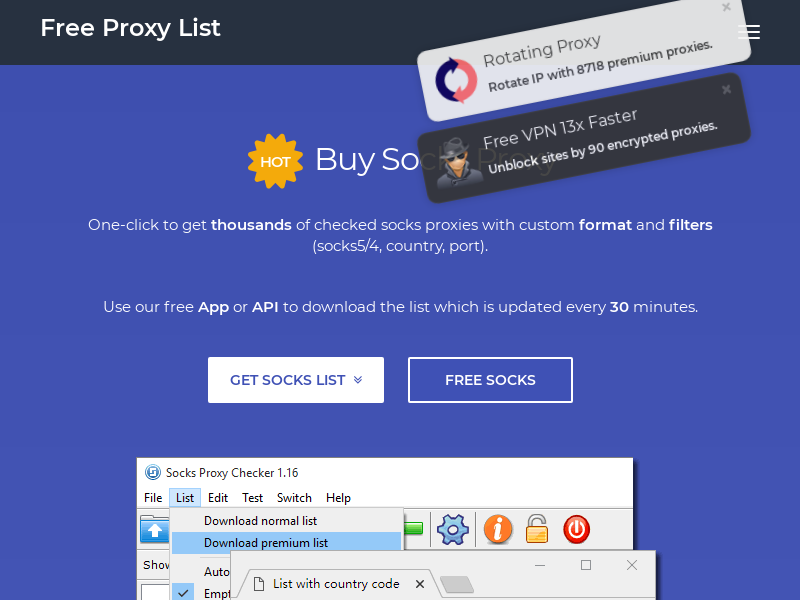 Free Proxy List
Rotating Proxy
Rotate IP with 8718 premium proxies.
Free VPN 13x Faster
Unblock sites by 90 encrypted proxies.
HOT
Buy Socks Proxy
One-click to get thousands of checked socks proxies with custom format and filters
(socks5/4, country, port).
Use our free App or API to download the list which is updated every 30 minutes.
GET SOCKS LIST
FREE SOCKS
Socks Proxy Checker 1.16
File List Edit Test Switch Help
Download normal list
Download premium list
Show
Auto
Empt
List with country code